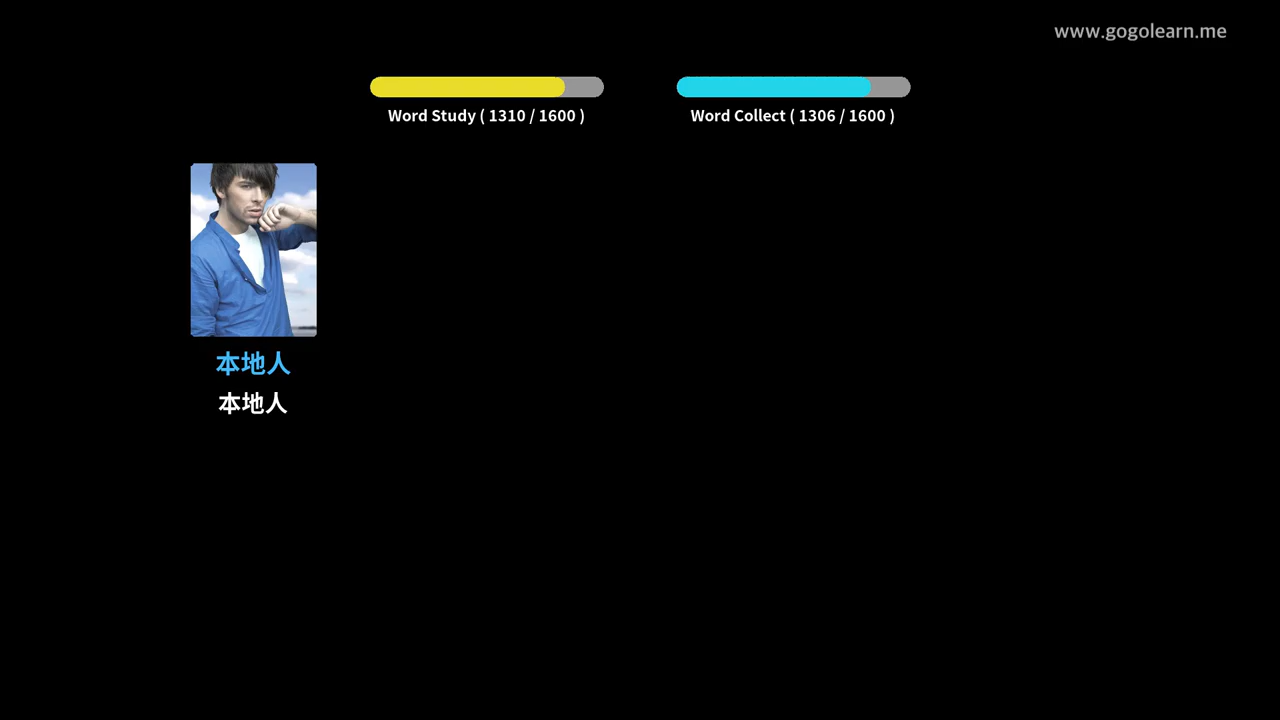 www.gogolearn.me
Word Study ( 1310 / 1600 )
Word Collect ( 1306 / 1600 )
本地人
本地人